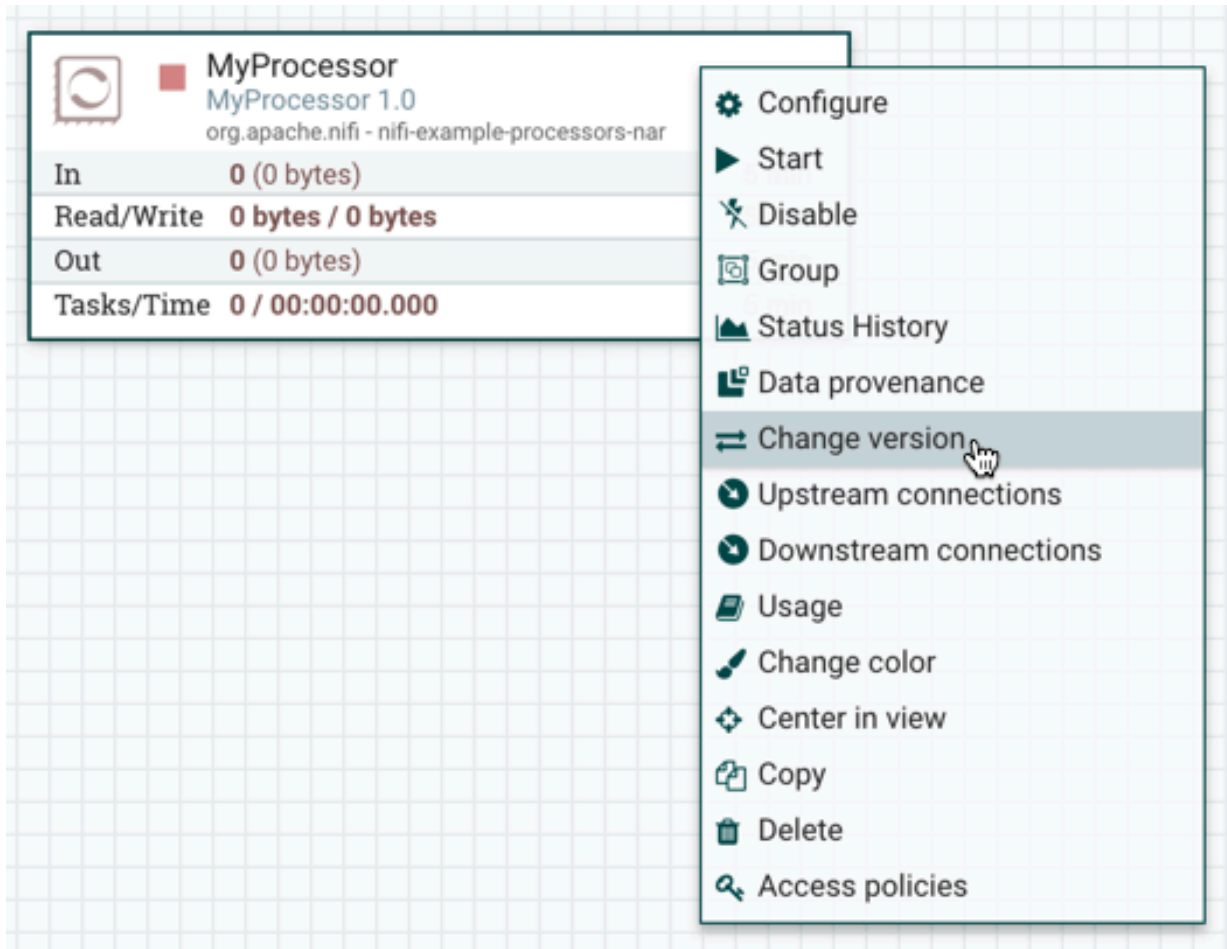 MyProcessor
MyProcessor 1.0
org.apache.nifi - nifi-example-processors-nar
In 0 (0 bytes)
Read/Write 0 bytes / 0 bytes
Out 0 (0 bytes)
Tasks/Time 0 / 00:00:00.000 5 min
Configure
Start
Disable
Group
Status History
Data provenance
Change version
Upstream connections
Downstream connections
Usage
Change color
Center in view
Copy
Delete
Access policies